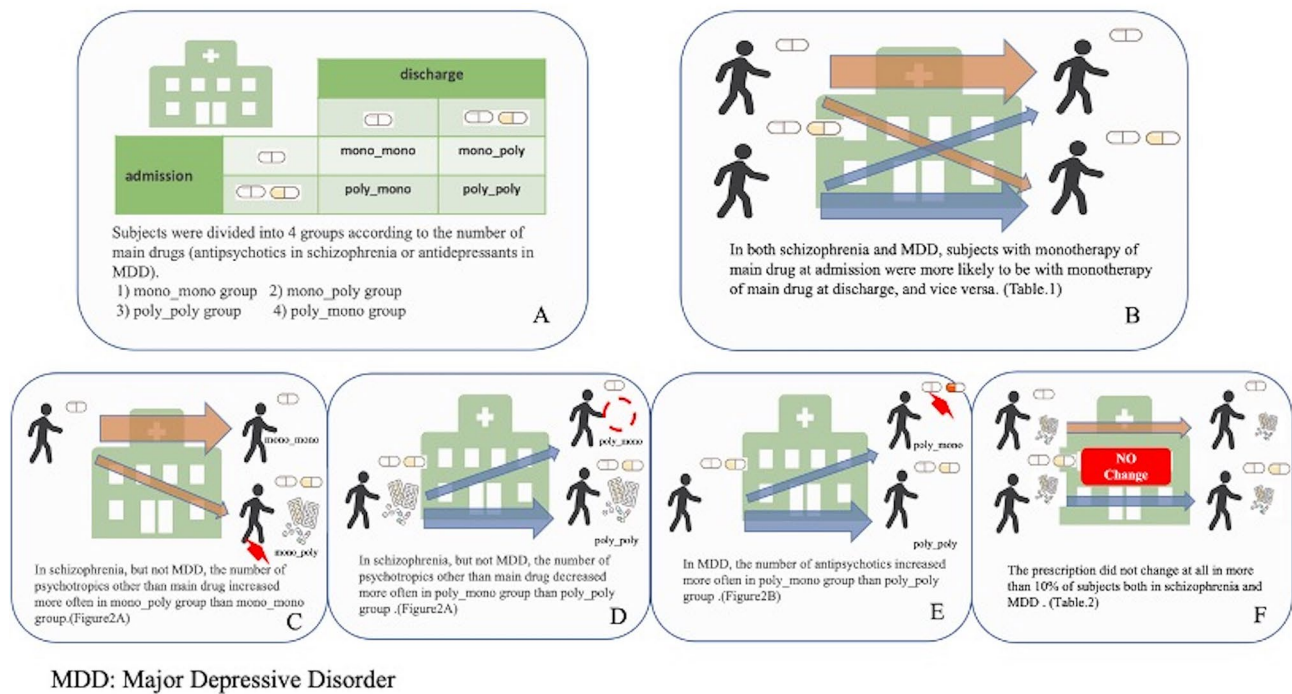 discharge
admission
mono_mono
mono_poly
poly_mono
poly_poly
Subjects were divided into 4 groups according to the number of
main drugs (antipsychotics in schizophrenia or antidepressants in
MDD).
1) mono_mono group 2) mono_poly group
3) poly_poly group 4) poly_mono group
A
In both schizophrenia and MDD, subjects with monotherapy of
main drug at admission were more likely to be with monotherapy
of main drug at discharge, and vice versa. (Table.1)
B
mono_mono
mono_poly
In schizophrenia, but not MDD, the number of
psychotropics other than main drug increased
more often in mono_poly group than mono_mono
group.(Figure2A)
C
poly_mono
poly_poly
In schizophrenia, but not MDD, the number of
psychotropics other than main drug decreased
more often in poly_mono group than poly_poly
group .(Figure2A)
D
poly_mono
poly_poly
In MDD, the number of antipsychotics increased
more often in poly_mono group than poly_poly
group .(Figure2B)
E
NO
Change
The prescription did not change at all in more
than 10% of subjects both in schizophrenia and
MDD . (Table.2)
F
MDD: Major Depressive Disorder